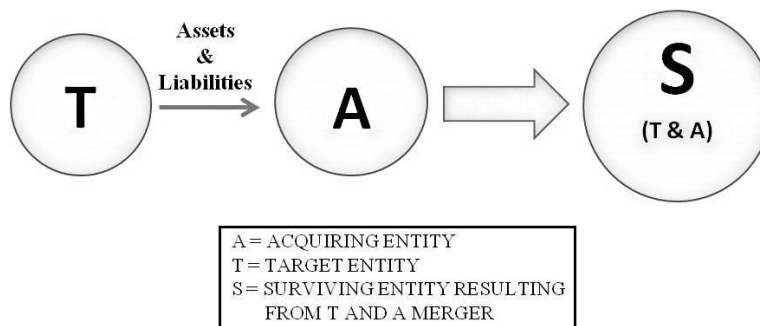 Assets
&
Liabilities
T
A
S
(T & A)
A = ACQUIRING ENTITY
T = TARGET ENTITY
S = SURVIVING ENTITY RESULTING
FROM T AND A MERGER